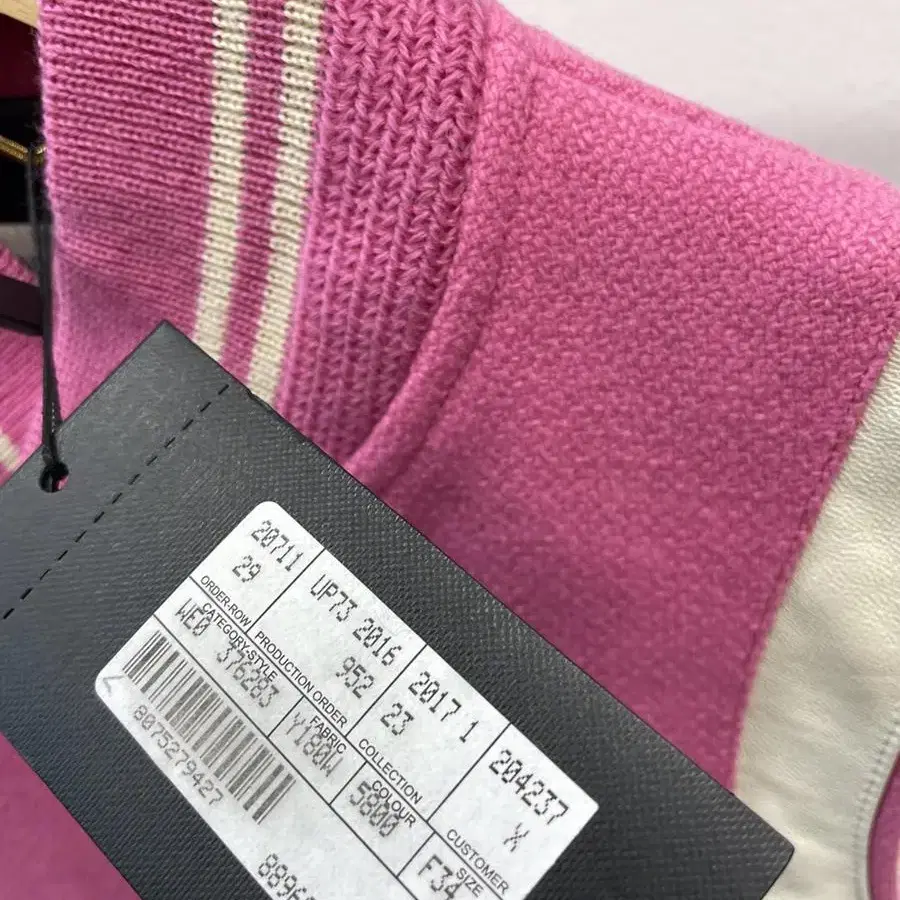 20711
29
ORDER-ROW
UP73 2016
952
PRODUCTION ORDER
2017 1
23
COLLECTION
204237
X
CUSTOMER
WE0 376283
CATEGORY-STYLE
Y180W
FABRIC
5800
COLOUR
F34
SIZE
8075279427